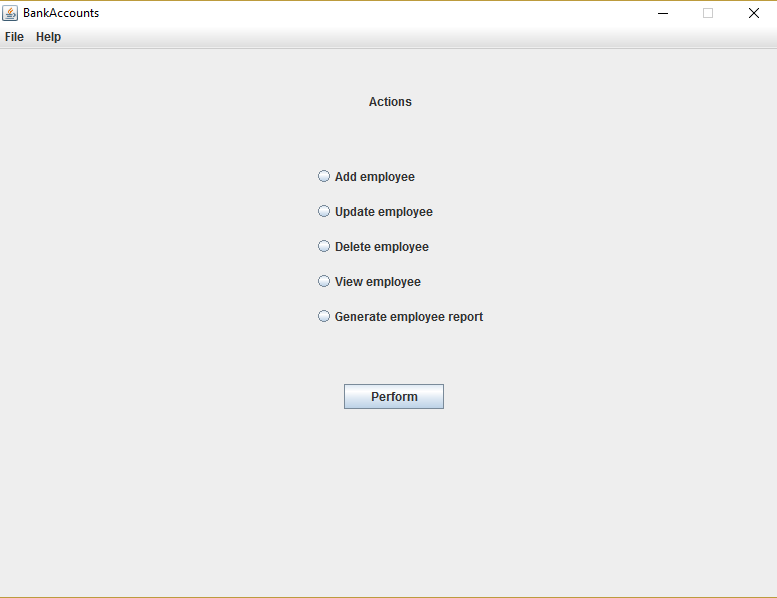 BankAccounts
File Help
Actions
Add employee
Update employee
Delete employee
View employee
Generate employee report
Perform